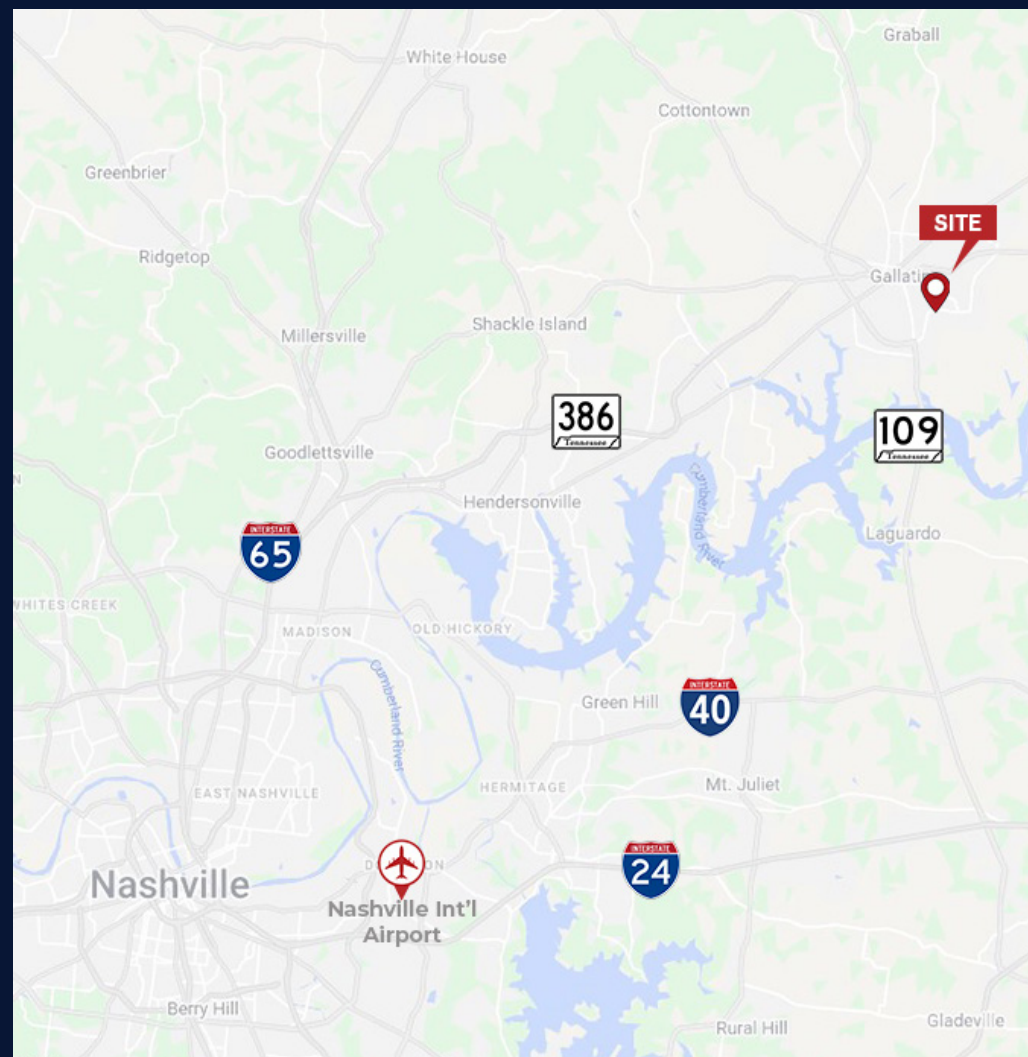 Graball
White House
Cottontown
Greenbrier
SITE
Ridgetop
Gallatin
Shackle Island
Millersville
386
Tennessee
109
Tennessee
Goodlettsville
Hendersonville
Cumberland River
INTERSTATE
65
Laguardo
WHITES CREEK
MADISON
OLD HICKORY
Cumberland River
INTERSTATE
40
Green Hill
Mt. Juliet
HERMITAGE
EAST NASHVILLE
INTERSTATE
24
Nashville
Nashville Int'l
Airport
Berry Hill
Rural Hill
Gladeville